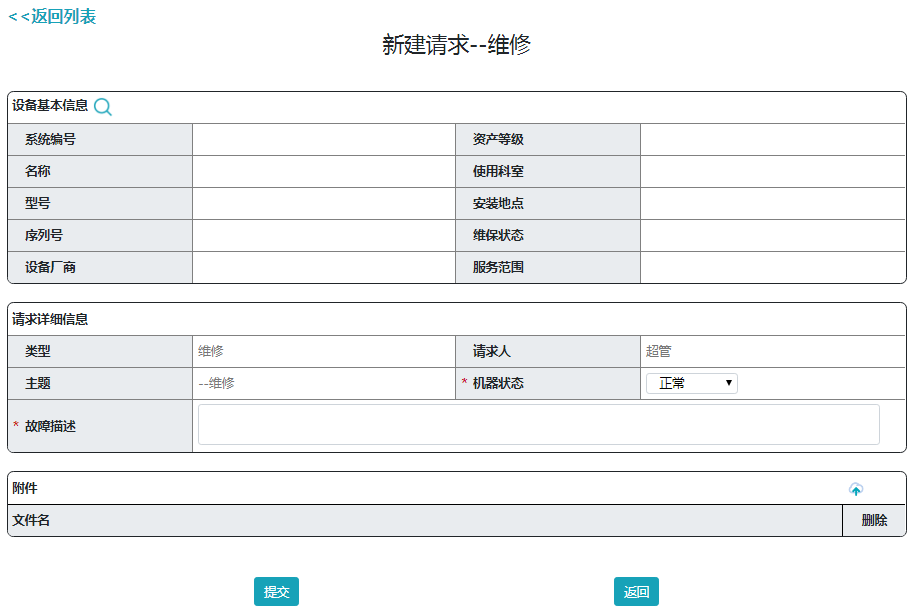 <<返回列表
新建请求--维修
设备基本信息
系统编号 资产等级
名称 使用科室
型号 安装地点
序列号 维保状态
设备厂商 服务范围
请求详细信息
类型 维修 请求人 超管
主题 --维修 * 机器状态 正常
* 故障描述
附件
文件名 删除
提交 返回